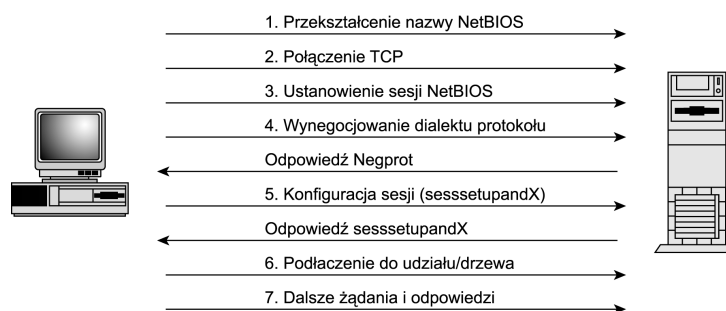 1. Przekształcenie nazwy NetBIOS
2. Połączenie TCP
3. Ustanowienie sesji NetBIOS
4. Wynegocjowanie dialektu protokołu
Odpowiedź Negprot
5. Konfiguracja sesji (sesssetupandX)
Odpowiedź sesssetupandX
6. Podłaczenie do udziału/drzewa
7. Dalsze żądania i odpowiedzi